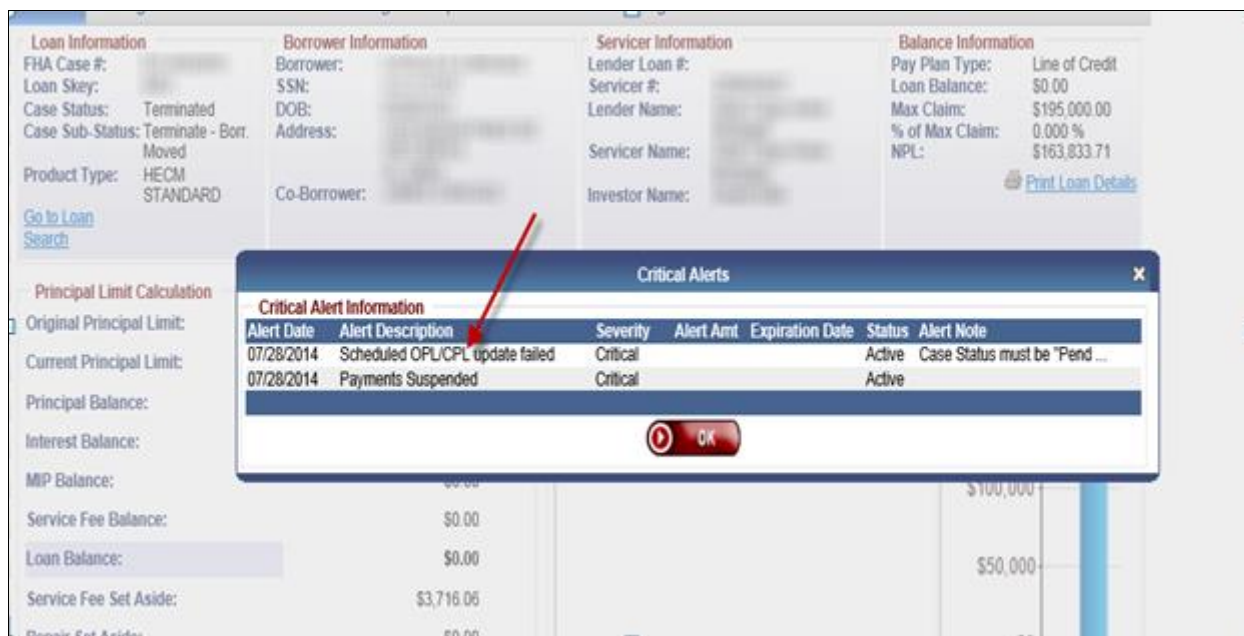 Loan Information
FHA Case #:
Loan Skey:
Case Status: Terminated
Case Sub-Status: Terminate - Borr.
Moved
Product Type: HECM
STANDARD
Go to Loan
Search
Borrower Information
Borrower:
SSN:
DOB:
Address:
Co-Borrower:
Servicer Information
Lender Loan #:
Servicer #:
Lender Name:
Servicer Name:
Investor Name:
Balance Information
Pay Plan Type: Line of Credit
Loan Balance: $0.00
Max Claim: $195,000.00
% of Max Claim: 0.000 %
NPL: $163,833.71
Print Loan Details
Critical Alerts
Critical Alert Information
Alert Date Alert Description Severity Alert Amt Expiration Date Status Alert Note
07/28/2014 Scheduled OPL/CPL update failed Critical Active Case Status must be "Pend ...
07/28/2014 Payments Suspended Critical Active
OK
Principal Limit Calculation
Original Principal Limit:
Current Principal Limit:
Principal Balance:
Interest Balance:
MIP Balance:
Service Fee Balance: $0.00
Loan Balance: $0.00
Service Fee Set Aside: $3,716.06
$100,000
$50,000